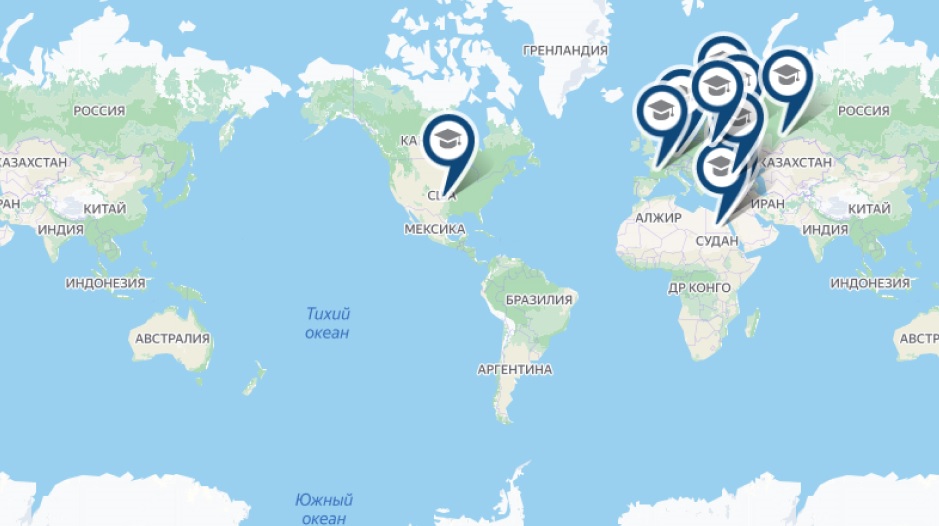 ГРЕНЛАНДИЯ
РОССИЯ
РОССИЯ
КА
КАЗАХСТАН
КАЗАХСТАН
США
РАН
КИТАЙ
ИРАН
КИТАЙ
АЛЖИР
ИНДИЯ
МЕКСИКА
ИНДИЯ
СУДАН
ИНДОНЕЗИЯ
ДР КОНГО
ИНДОНЕЗИЯ
БРАЗИЛИЯ
Тихий
океан
АВСТРАЛИЯ
АВСТР
АРГЕНТИНА
Южный
океан